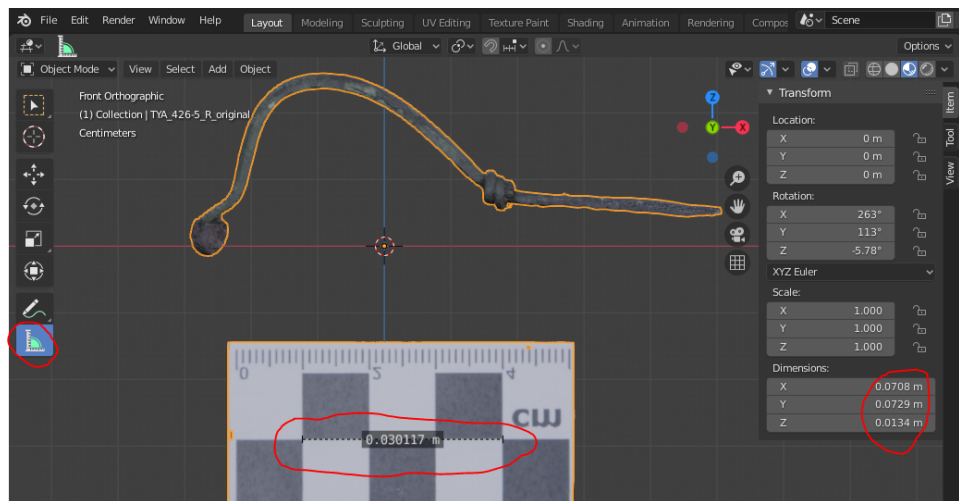 File Edit Render Window Help Layout Modeling Sculpting UV Editing Texture Paint Shading Animation Rendering Compos Scene
Global Options
Object Mode View Select Add Object
Front Orthographic
(1) Collection | TYA_426-5_R_original
Centimeters
Z
Y
X
Transform
Location:
X 0 m
Y 0 m
Z 0 m
Rotation:
X 263°
Y 113°
Z -5.78°
XYZ Euler
Scale:
X 1.000
Y 1.000
Z 1.000
Dimensions:
X 0.0708 m
Y 0.0729 m
Z 0.0134 m
Item
Tool
View
0 2 4
cm
0.030117 m